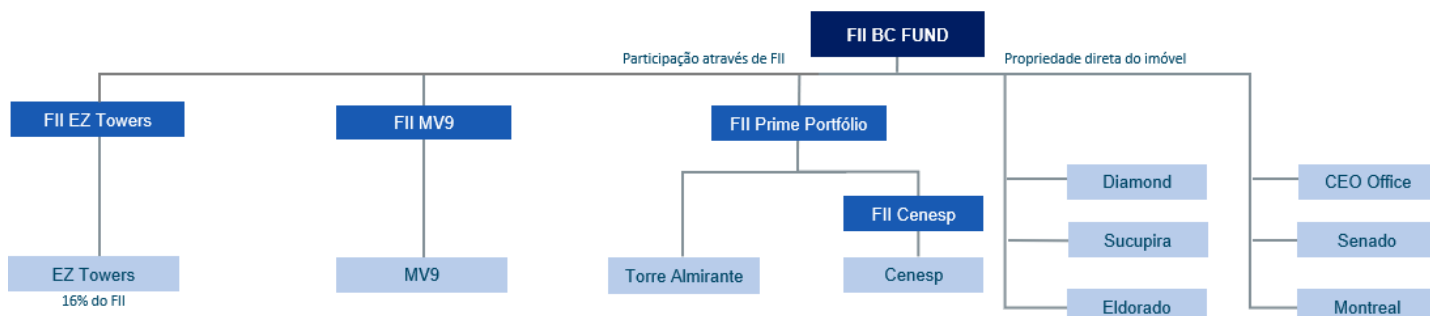 FII BC FUND
Participação através de FII
Propriedade direta do imóvel
FII EZ Towers
FII MV9
FII Prime Portfólio
Diamond
CEO Office
FII Cenesp
Sucupira
Senado
EZ Towers
MV9
Torre Almirante
Cenesp
16% do FII
Eldorado
Montreal